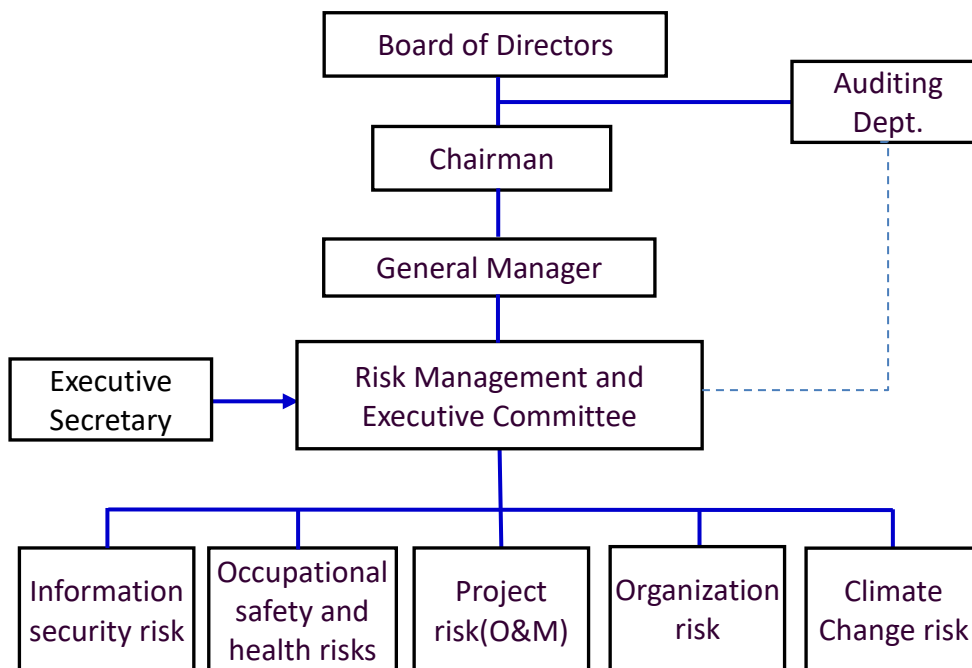 Board of Directors
Auditing
Dept.
Chairman
General Manager
Executive
Secretary
Risk Management and
Executive Committee
Information
security risk
Occupational
safety and
health risks
Project
risk(O&M)
Organization
risk
Climate
Change risk